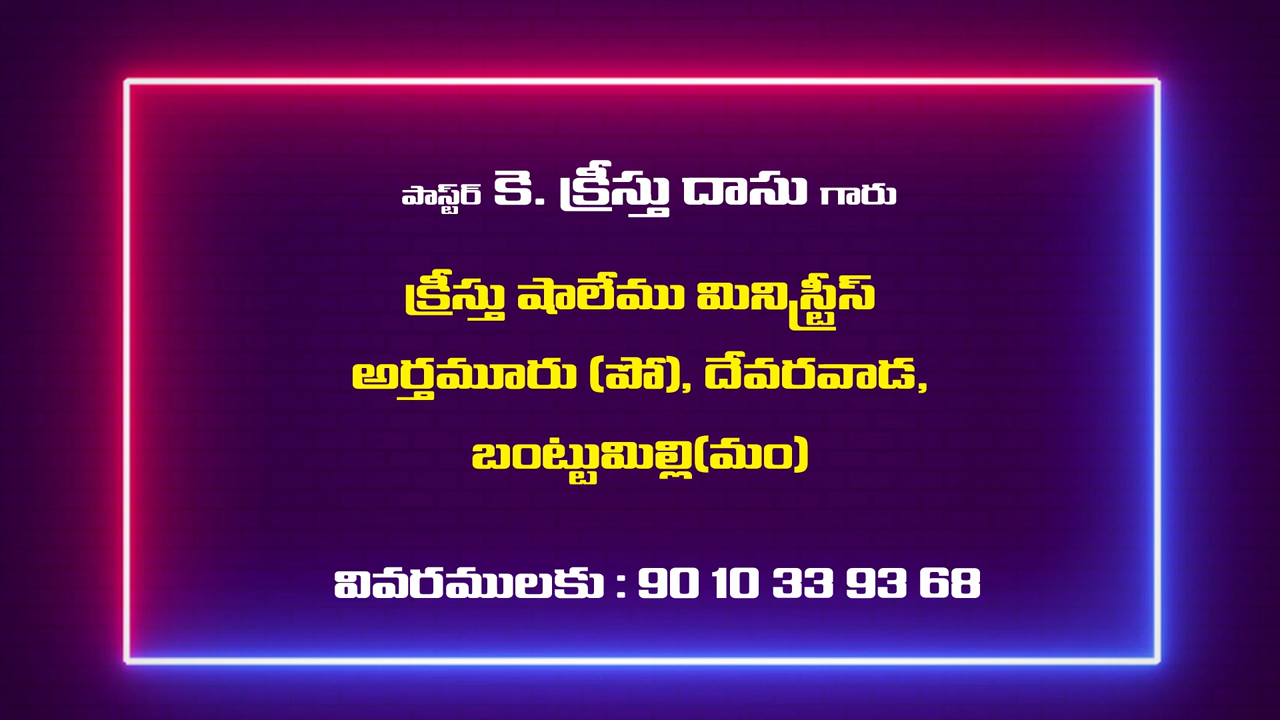 పాస్టర్ కె. క్రీస్తు దాసు గారు
క్రీస్తు షాలేము మినిస్ట్రీస్
అర్తమూరు (పో), దేవరవాడ,
బంట్టుమిల్లి(మం)
వివరములకు : 90 10 33 93 68